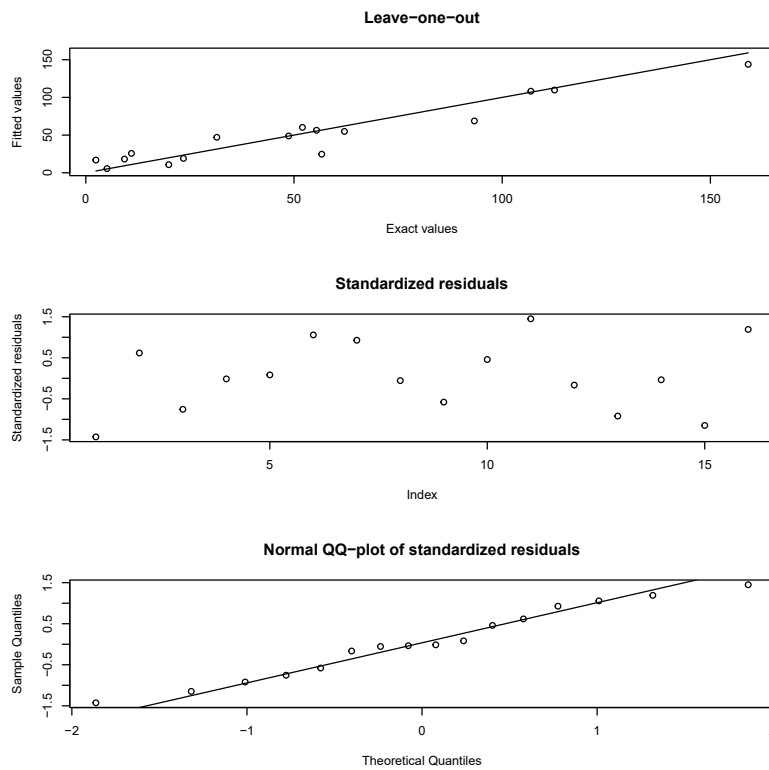 Leave−one−out
Fitted values
0 50 100 150
0 50 100 150
Exact values
Standardized residuals
Standardized residuals
−1.5 −0.5 0.5 1.5
5 10 15
Index
Normal QQ−plot of standardized residuals
Sample Quantiles
−1.5 −0.5 0.5 1.5
−2 −1 0 1
Theoretical Quantiles